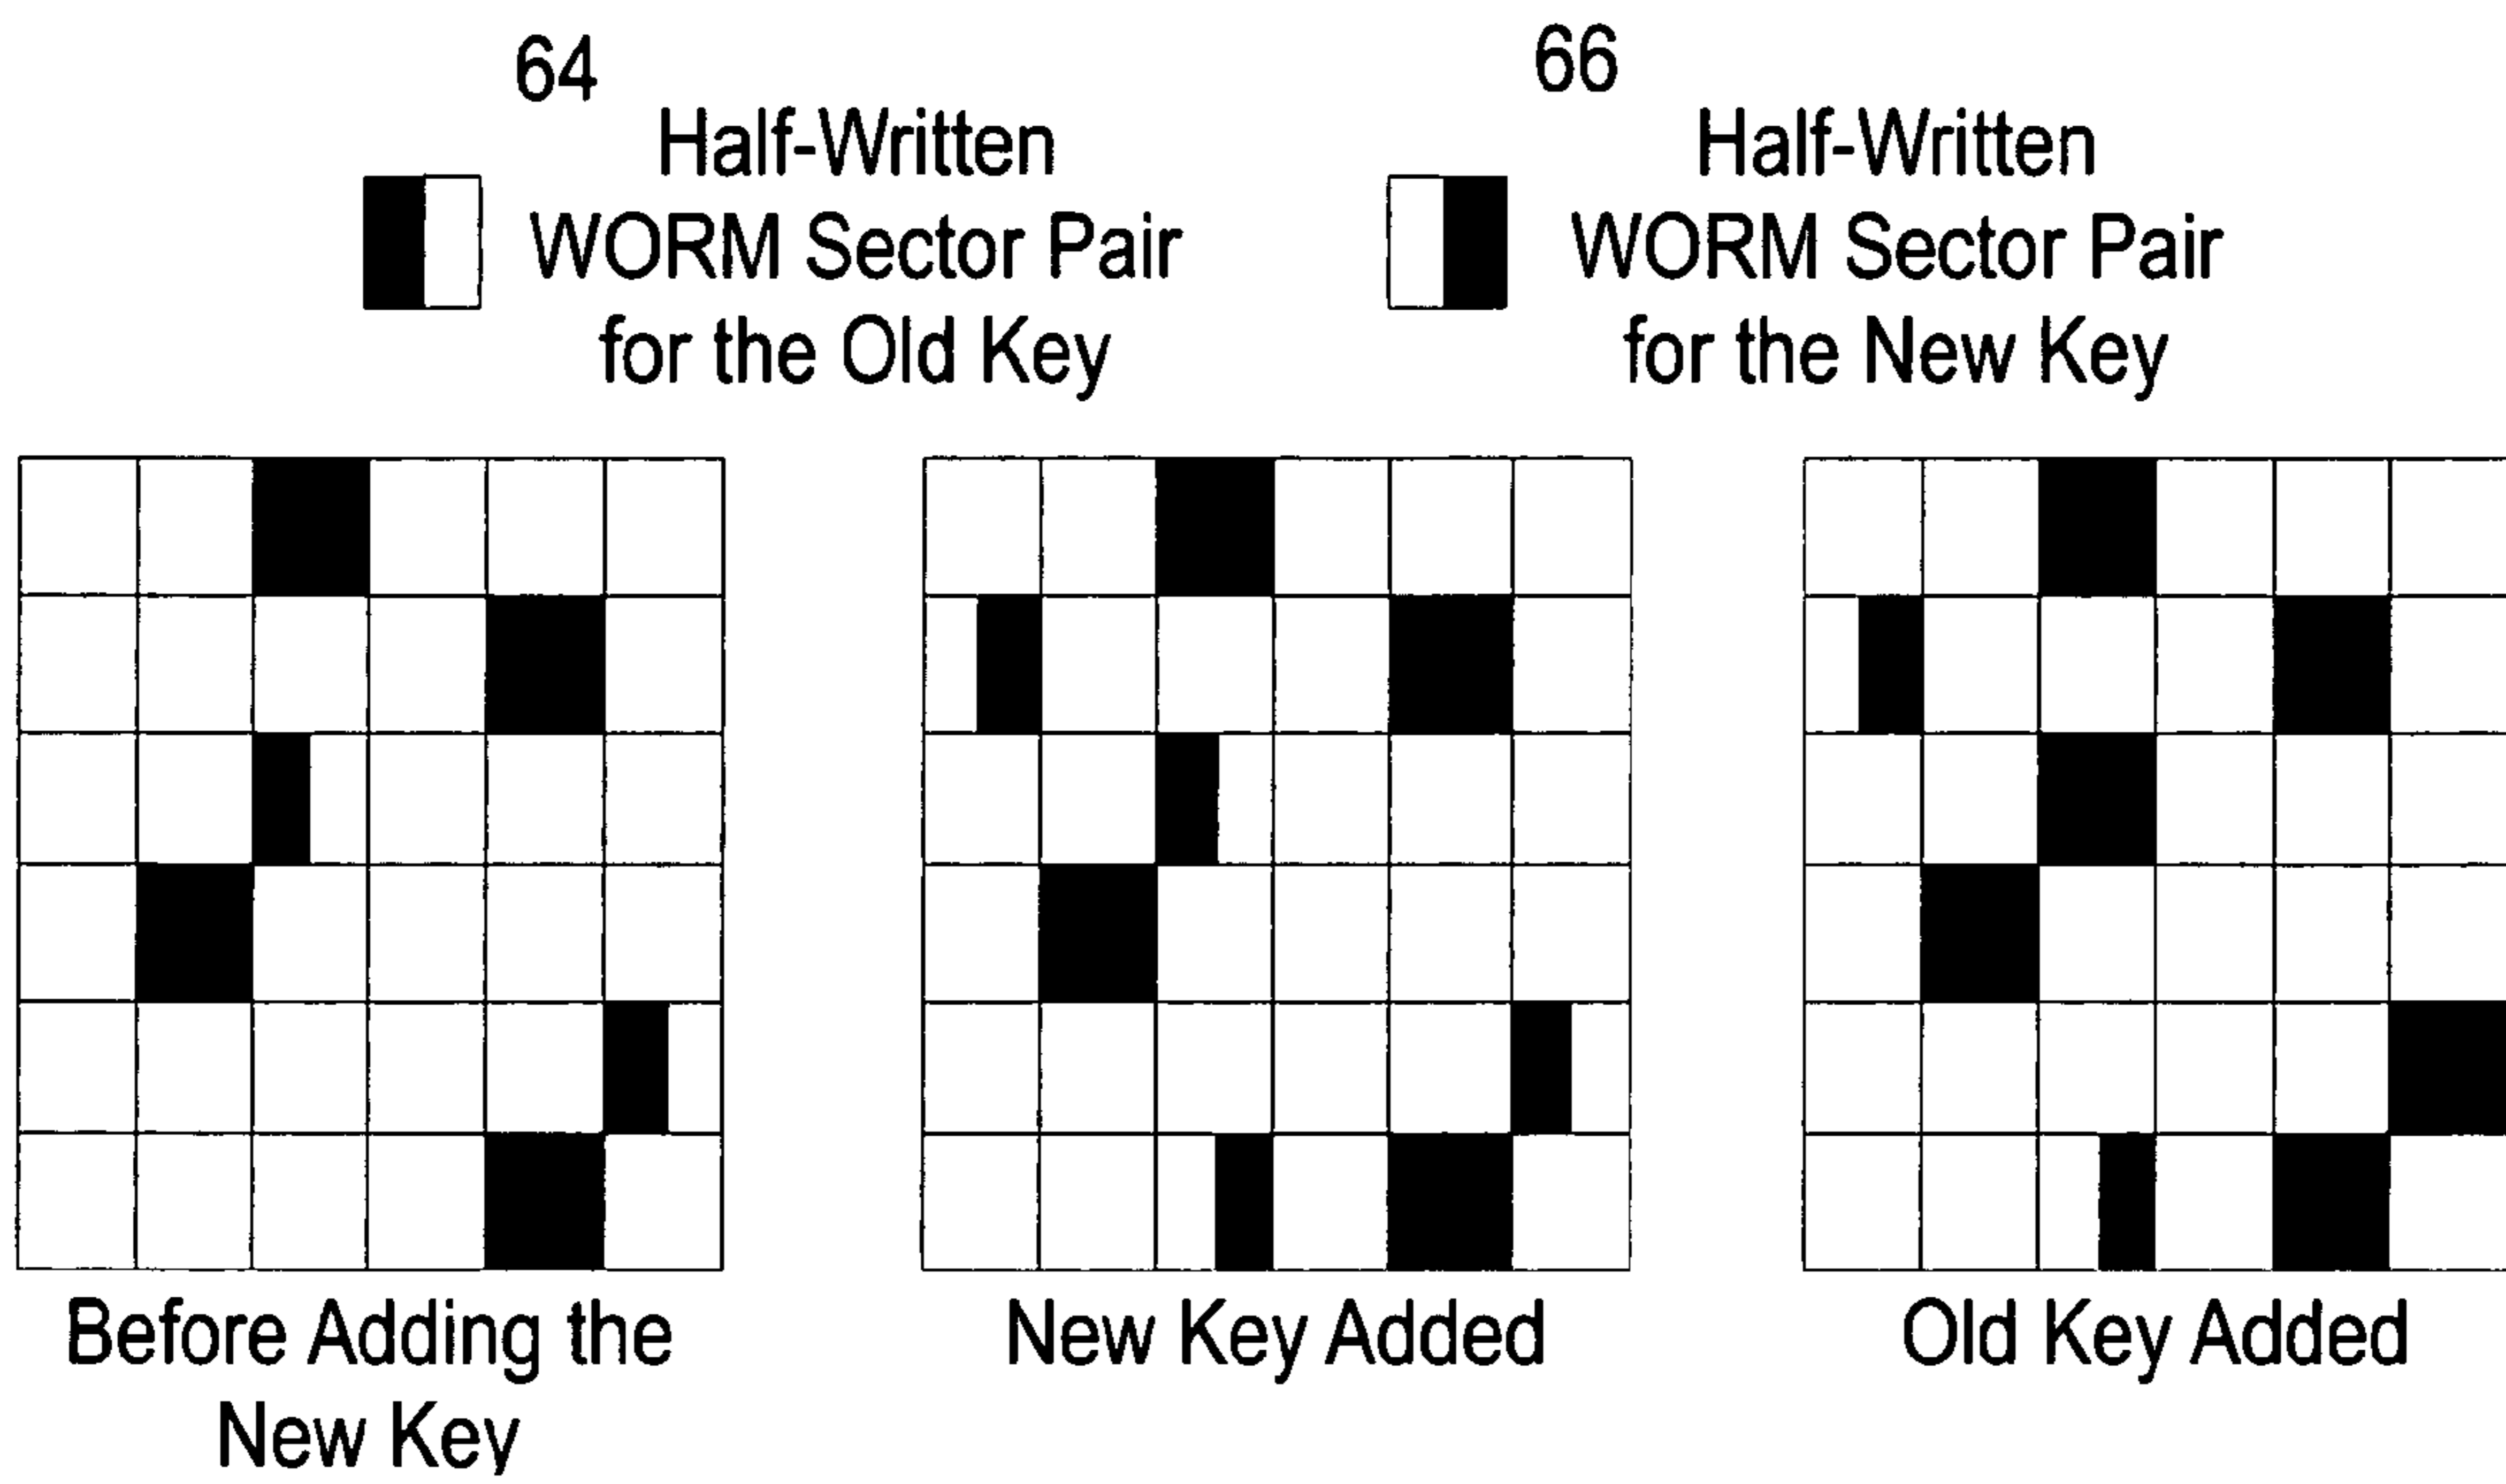 64
Half-Written
WORM Sector Pair
for the Old Key
66
Half-Written
WORM Sector Pair
for the New Key
Before Adding the
New Key
New Key Added
Old Key Added